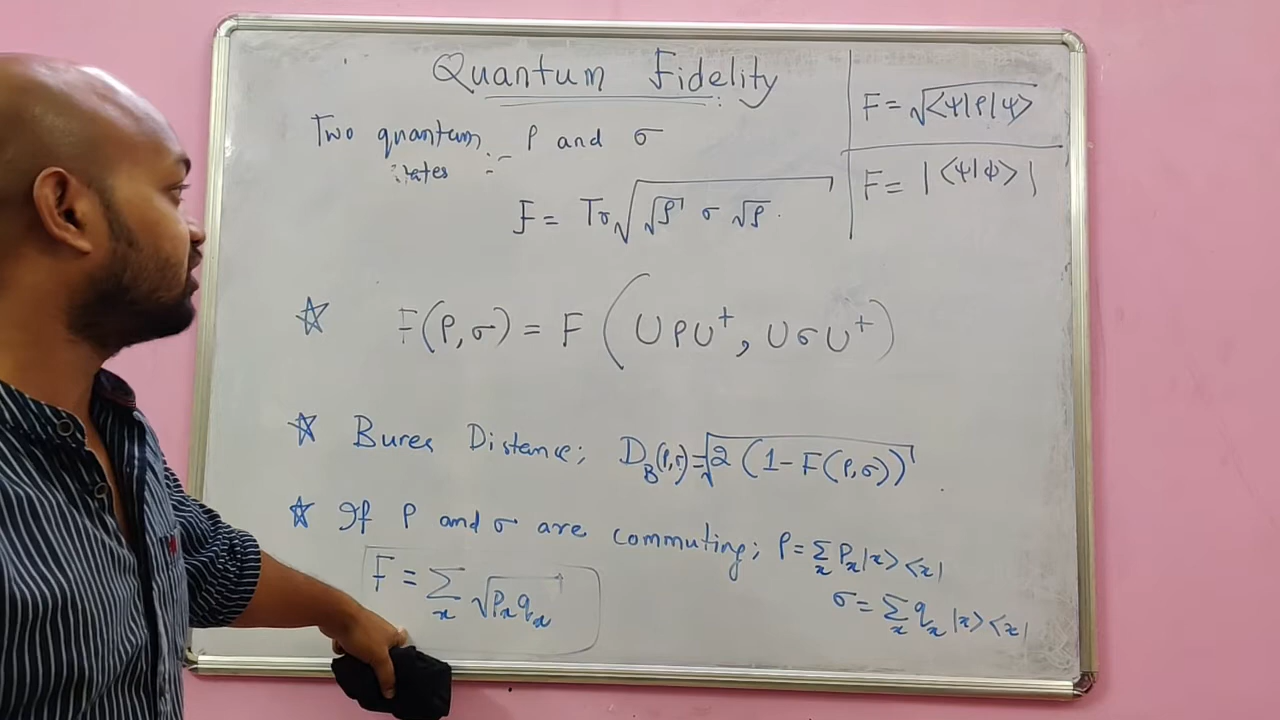 Quantum Fidelity
Two quantum states :- ρ and σ
F = Tr√(√ρ σ √ρ)
F = √<ψ|ρ|ψ>
F = |<ψ|Φ>|
☆ F(ρ,σ) = F (UρU†, UσU†)
☆ Bures Distance; D_B(ρ,σ)=√2(1-F(ρ,σ))
☆ If ρ and σ are commuting; ρ=Σ_x P_x|x><x|
σ=Σ_x q_x|x><x|
F = Σ_x √P_x q_x